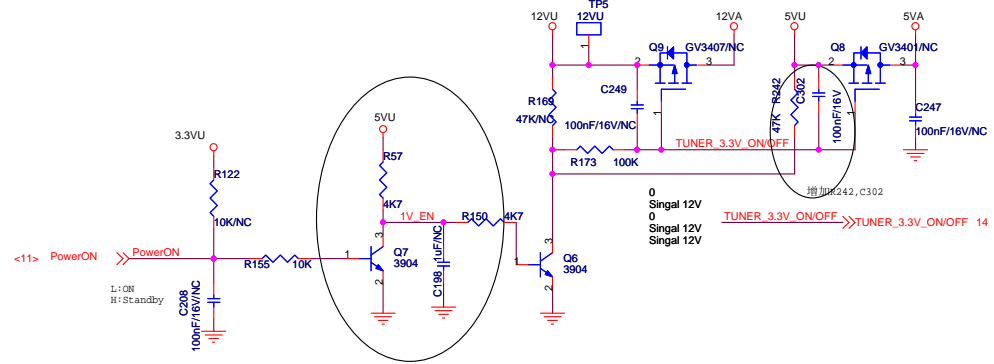 TP5
12VU
12VU
12VA
5VU
5VA
1
Q9
GV3407/NC
Q8
GV3401/NC
2
3
2
3
C249
R169
47K/NC
100nF/16V/NC
1
47K R242
C302
100nF/16V
1
C247
100nF/16V/NC
5VU
3.3VU
TUNER_3.3V_ON/OFF
R57
R173
100K
R122
增加R242,C302
4K7
0
Singal 12V
0
Singal 12V
Singal 12V
10K/NC
1V_EN
R150
4K7
TUNER_3.3V_ON/OFF
TUNER_3.3V_ON/OFF 14
3
3
Q7
3904
1
C198 1uF/NC
Q6
3904
1
<11> PowerON
PowerON
R155
10K
2
2
L:ON
H:Standby
C208
100nF/16V/NC